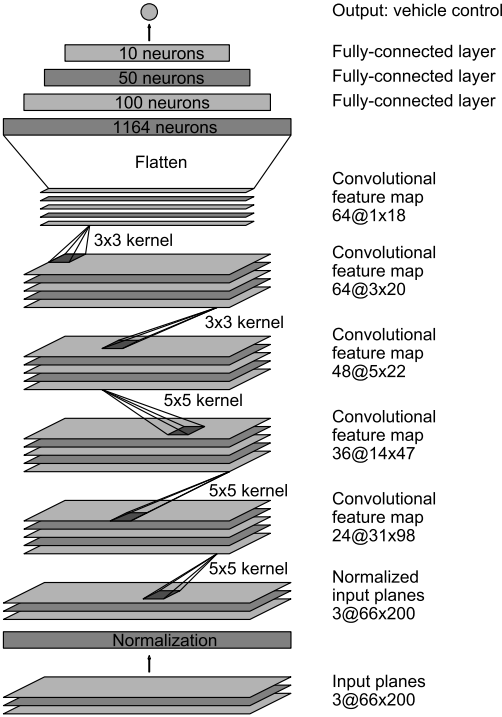 Output: vehicle control
10 neurons
Fully-connected layer
50 neurons
Fully-connected layer
100 neurons
Fully-connected layer
1164 neurons
Flatten
Convolutional
feature map
64@1x18
3x3 kernel
Convolutional
feature map
64@3x20
3x3 kernel
Convolutional
feature map
48@5x22
5x5 kernel
Convolutional
feature map
36@14x47
5x5 kernel
Convolutional
feature map
24@31x98
5x5 kernel
Normalized
input planes
3@66x200
Normalization
Input planes
3@66x200